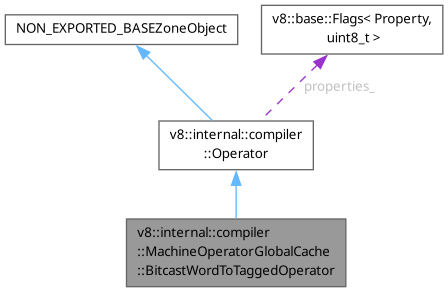 NON_EXPORTED_BASEZoneObject
v8::base::Flags< Property,
uint8_t >
properties_
v8::internal::compiler
::Operator
v8::internal::compiler
::MachineOperatorGlobalCache
::BitcastWordToTaggedOperator